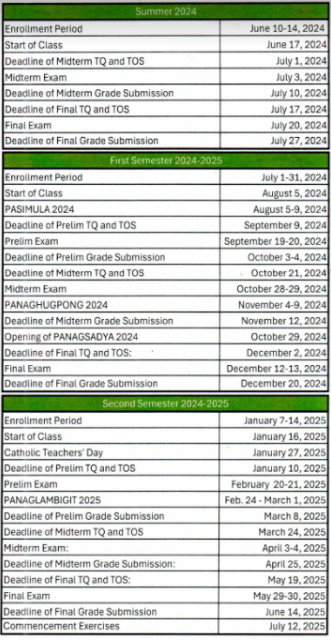 Summer 2024
Enrollment Period June 10-14, 2024
Start of Class June 17, 2024
Deadline of Midterm TQ and TOS July 1, 2024
Midterm Exam July 3, 2024
Deadline of Midterm Grade Submission July 10, 2024
Deadline of Final TQ and TOS July 17, 2024
Final Exam July 20, 2024
Deadline of Final Grade Submission July 27, 2024
First Semester 2024-2025
Enrollment Period July 1-31, 2024
Start of Class August 5, 2024
PASIMULA 2024 August 5-9, 2024
Deadline of Prelim TQ and TOS September 9, 2024
Prelim Exam September 19-20, 2024
Deadline of Prelim Grade Submission October 3-4, 2024
Deadline of Midterm TQ and TOS October 21, 2024
Midterm Exam October 28-29, 2024
PANAGHUGPONG 2024 November 4-9, 2024
Deadline of Midterm Grade Submission November 12, 2024
Opening of PANAGSADYA 2024 October 29, 2024
Deadline of Final TQ and TOS: December 2, 2024
Final Exam December 12-13, 2024
Deadline of Final Grade Submission December 20, 2024
Second Semester 2024-2025
Enrollment Period January 7-14, 2025
Start of Class January 16, 2025
Catholic Teachers' Day January 27, 2025
Deadline of Prelim TQ and TOS January 10, 2025
Prelim Exam February 20-21, 2025
PANAGLAMBIGIT 2025 Feb. 24 - March 1, 2025
Deadline of Prelim Grade Submission March 8, 2025
Deadline of Midterm TQ and TOS March 24, 2025
Midterm Exam: April 3-4, 2025
Deadline of Midterm Grade Submission: April 25, 2025
Deadline of Final TQ and TOS: May 19, 2025
Final Exam May 29-30, 2025
Deadline of Final Grade Submission June 14, 2025
Commencement Exercises July 12, 2025